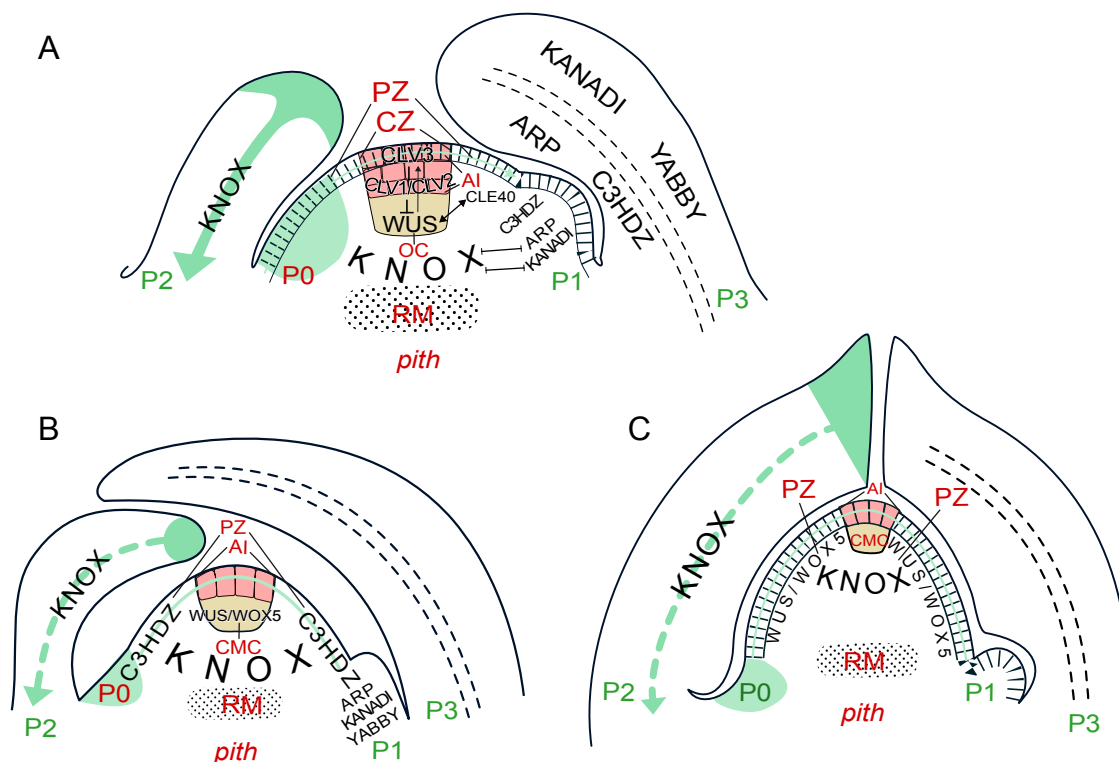 A
KANADI
PZ
CZ
ARP
YABBY
KNOX
CLV3
CLV1/CLV2
AI
CLE40
C3HDZ
C3HDZ
WUS
ARP
OC
KANADI
KNOX
P2
P0
P1
P3
RM
pith
B
PZ
AI
KNOX
C3HDZ
WUS/WOX5
C3HDZ
CMC
KNOX
P0
RM
ARP
KANADI
YABBY
P2
P3
P1
pith
C
PZ
AI
PZ
KNOX
WUS/WOX5
CMC
WUS/WOX5
KNOX
RM
P2
P0
P1
P3
pith